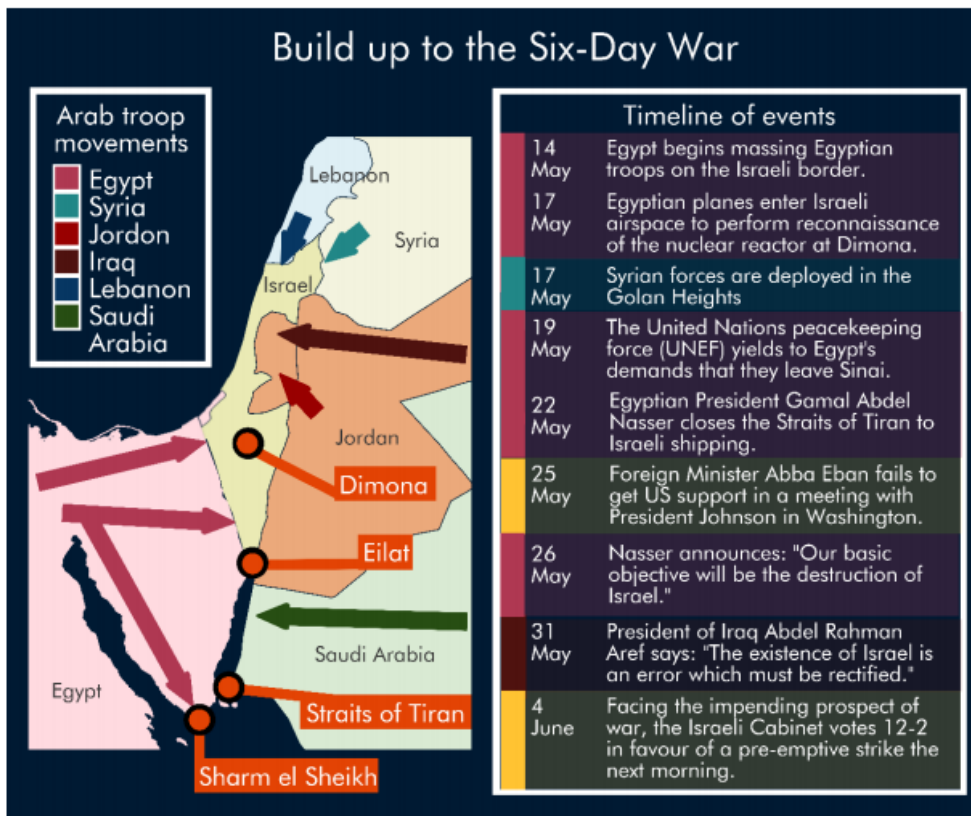 Build up to the Six-Day War
Arab troop
movements
Egypt
Syria
Jordon
Iraq
Lebanon
Saudi
Arabia
Lebanon
Syria
Israel
Jordan
Dimona
Eilat
Saudi Arabia
Egypt
Straits of Tiran
Sharm el Sheikh
Timeline of events
14 Egypt begins massing Egyptian
May troops on the Israeli border.
17 Egyptian planes enter Israeli
May airspace to perform reconnaissance
of the nuclear reactor at Dimona.
17 Syrian forces are deployed in the
May Golan Heights
19 The United Nations peacekeeping
May force (UNEF) yields to Egypt's
demands that they leave Sinai.
22 Egyptian President Gamal Abdel
May Nasser closes the Straits of Tiran to
Israeli shipping.
25 Foreign Minister Abba Eban fails to
May get US support in a meeting with
President Johnson in Washington.
26 Nasser announces: "Our basic
May objective will be the destruction of
Israel."
31 President of Iraq Abdel Rahman
May Aref says: "The existence of Israel is
an error which must be rectified."
4 Facing the impending prospect of
June war, the Israeli Cabinet votes 12-2
in favour of a pre-emptive strike the
next morning.